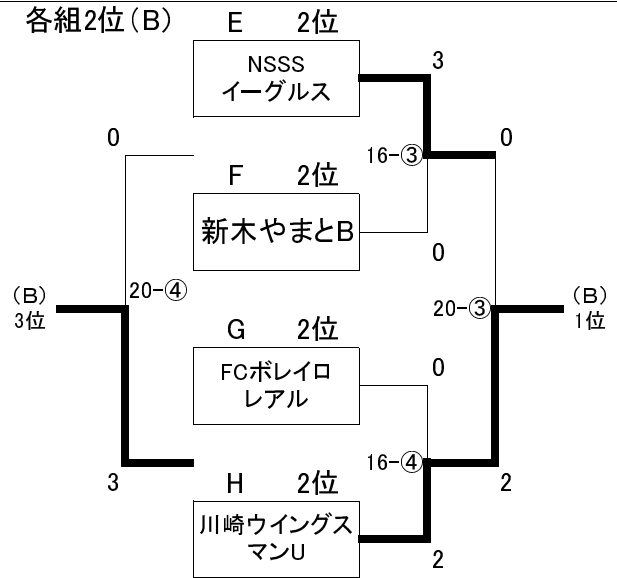 各組2位（B）
E 2位
NSSS
イーグルス
3
0
16-③
0
F 2位
新木やまとB
0
20-④
（B）
3位
20-③
（B）
1位
G 2位
FCボレイロ
レアル
0
16-④
3
H 2位
2
川崎ウイングス
マンU
2